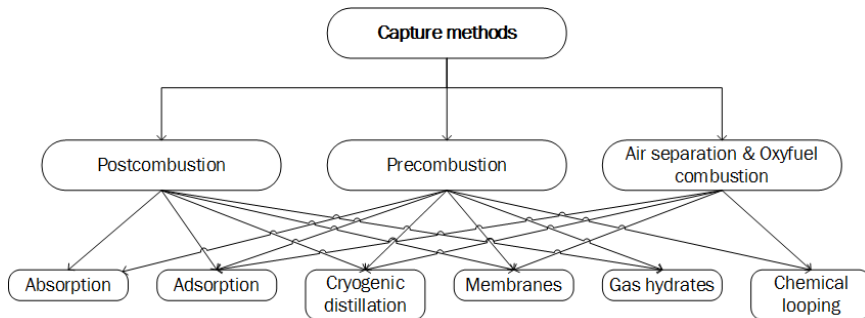 Capture methods
Postcombustion
Precombustion
Air separation & Oxyfuel
combustion
Absorption
Adsorption
Cryogenic
distillation
Membranes
Gas hydrates
Chemical
looping